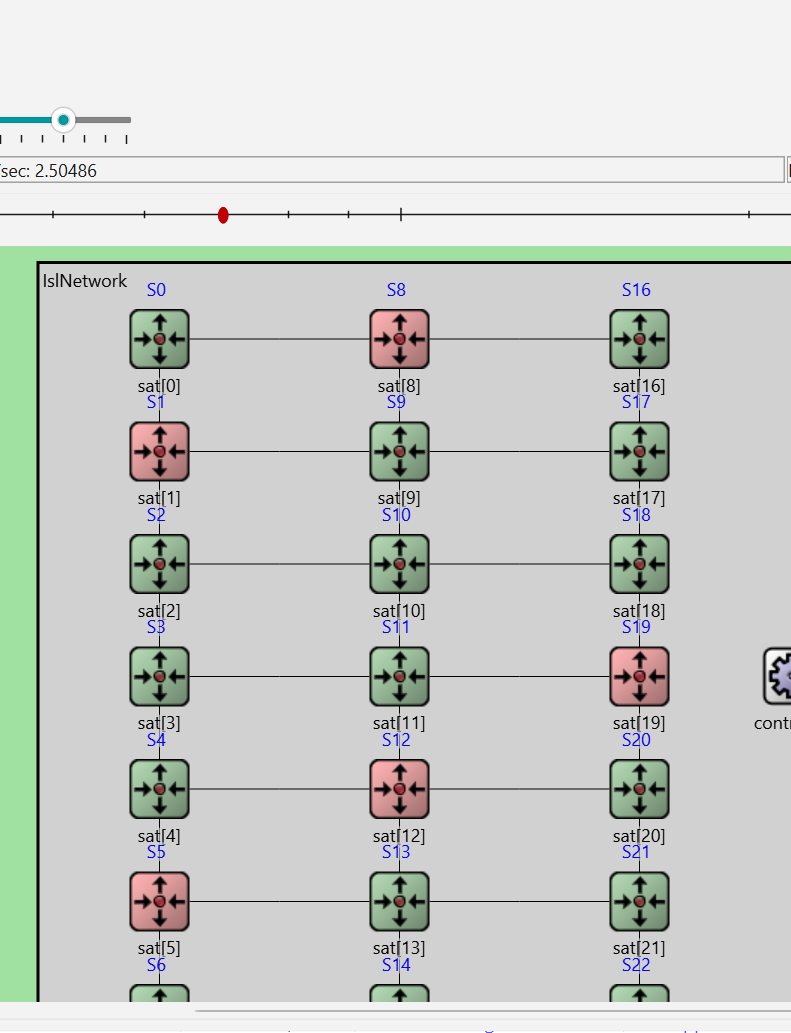 /sec: 2.50486
IslNetwork
S0 S8 S16
sat[0] sat[8] sat[16]
S1 S9 S17
sat[1] sat[9] sat[17]
S2 S10 S18
sat[2] sat[10] sat[18]
S3 S11 S19
sat[3] sat[11] sat[19] contr
S4 S12 S20
sat[4] sat[12] sat[20]
S5 S13 S21
sat[5] sat[13] sat[21]
S6 S14 S22